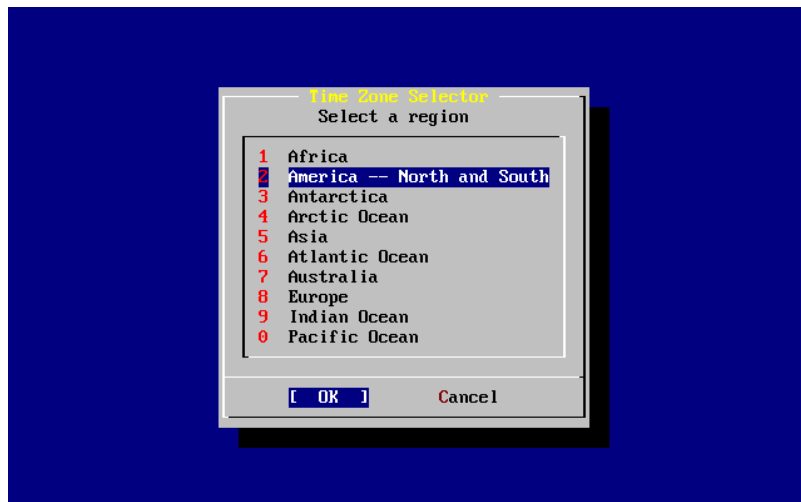 Time Zone Selector
Select a region
1 Africa
2 America -- North and South
3 Antarctica
4 Arctic Ocean
5 Asia
6 Atlantic Ocean
7 Australia
8 Europe
9 Indian Ocean
0 Pacific Ocean
[ OK ] Cancel